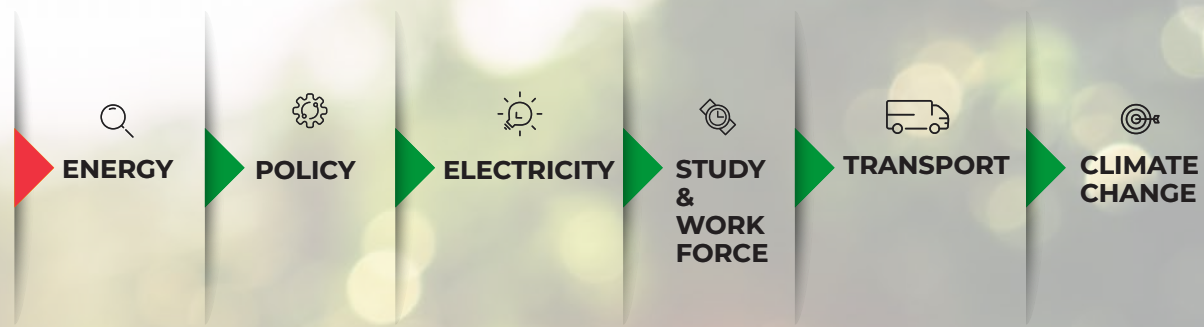 ENERGY
POLICY
ELECTRICITY
STUDY
&
WORK
FORCE
TRANSPORT
CLIMATE
CHANGE